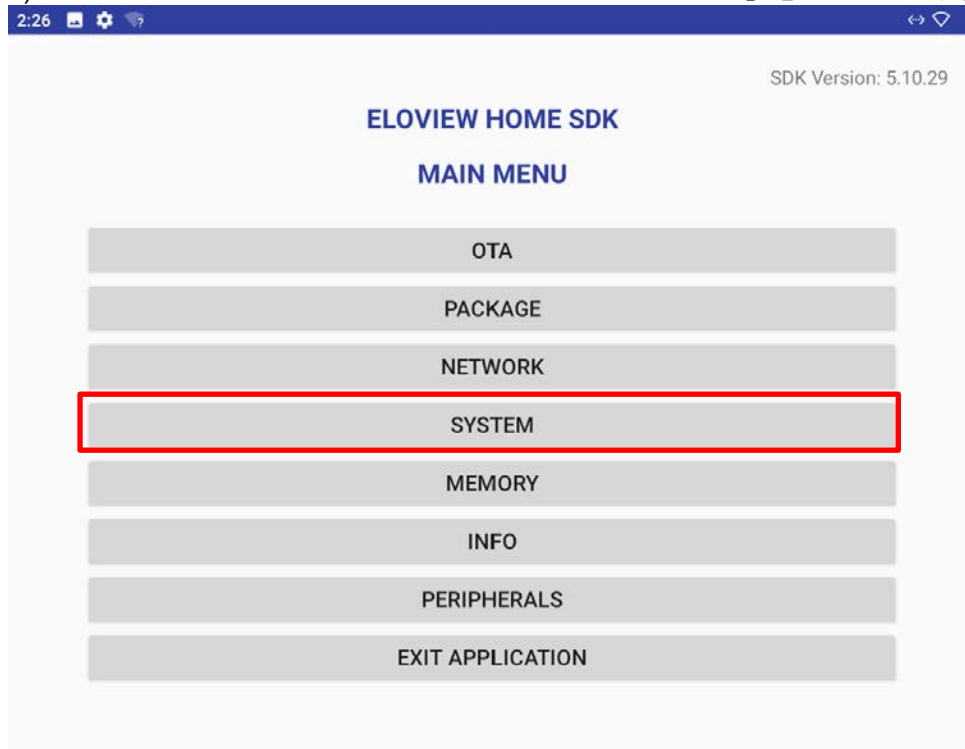 2:26
SDK Version: 5.10.29
ELOVIEW HOME SDK
MAIN MENU
OTA
PACKAGE
NETWORK
SYSTEM
MEMORY
INFO
PERIPHERALS
EXIT APPLICATION